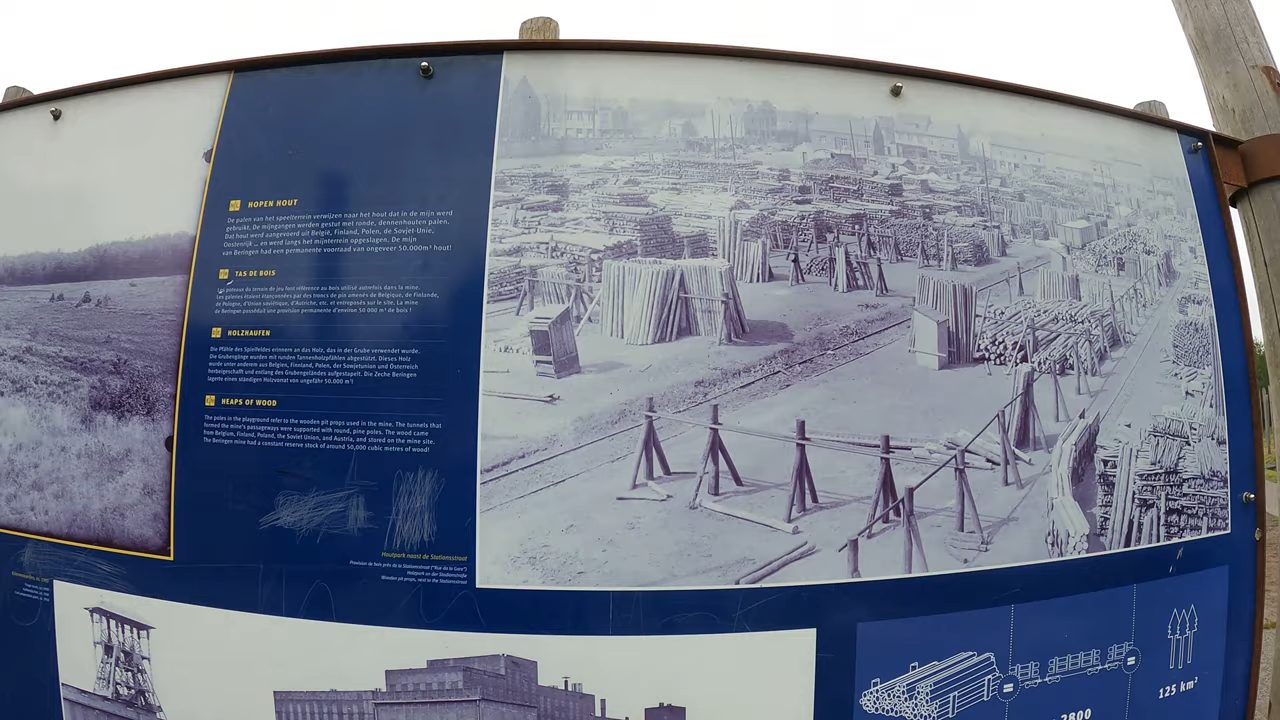 HOPEN HOUT
De palen van het speelterrein verwijzen naar het hout dat in de mijn werd
gebruikt. De mijngangen werden gestut met ronde, dennenhouten palen.
Dat hout werd aangevoerd uit België, Finland, Polen, de Sovjet-Unie,
Oostenrijk ... en werd langs het mijnterrein opgeslagen. De mijn
van Beringen had een permanente voorraad van ongeveer 50.000m³ hout!
TAS DE BOIS
Les poteaux du terrain de jeu font référence au bois utilisé autrefois dans la mine.
Les galeries étaient étançonnées par des troncs de pin amenés de Belgique, de Finlande,
de Pologne, d'Union soviétique, d'Autriche, etc. et entreposés sur le site. La mine
de Beringen possédait une provision permanente d'environ 50 000 m³ de bois !
HOLZHAUFEN
Die Pfähle des Spielfeldes erinnern an das Holz, das in der Grube verwendet wurde.
Die Grubengänge wurden mit runden Tannenholzpfählen abgestützt. Dieses Holz
wurde unter anderem aus Belgien, Finnland, Polen, der Sowjetunion und Österreich
herbeigeschafft und entlang des Grubengeländes aufgestapelt. Die Zeche Beringen
lagerte einen ständigen Holzvorrat von ungefähr 50.000 m³!
HEAPS OF WOOD
The poles in the playground refer to the wooden pit props used in the mine. The tunnels that
formed the mine's passageways were supported with round, pine poles. The wood came
from Belgium, Finland, Poland, the Soviet Union, and Austria, and stored on the mine site.
The Beringen mine had a constant reserve stock of around 50,000 cubic metres of wood!
Houtpark naast de Stationsstraat
Provision de bois près de la Stationsstraat ("Rue de la Gare")
Holzpark an der Stadionstraße
Wooden pit props, next to the Stationsstraat
= =
2800
125 km²